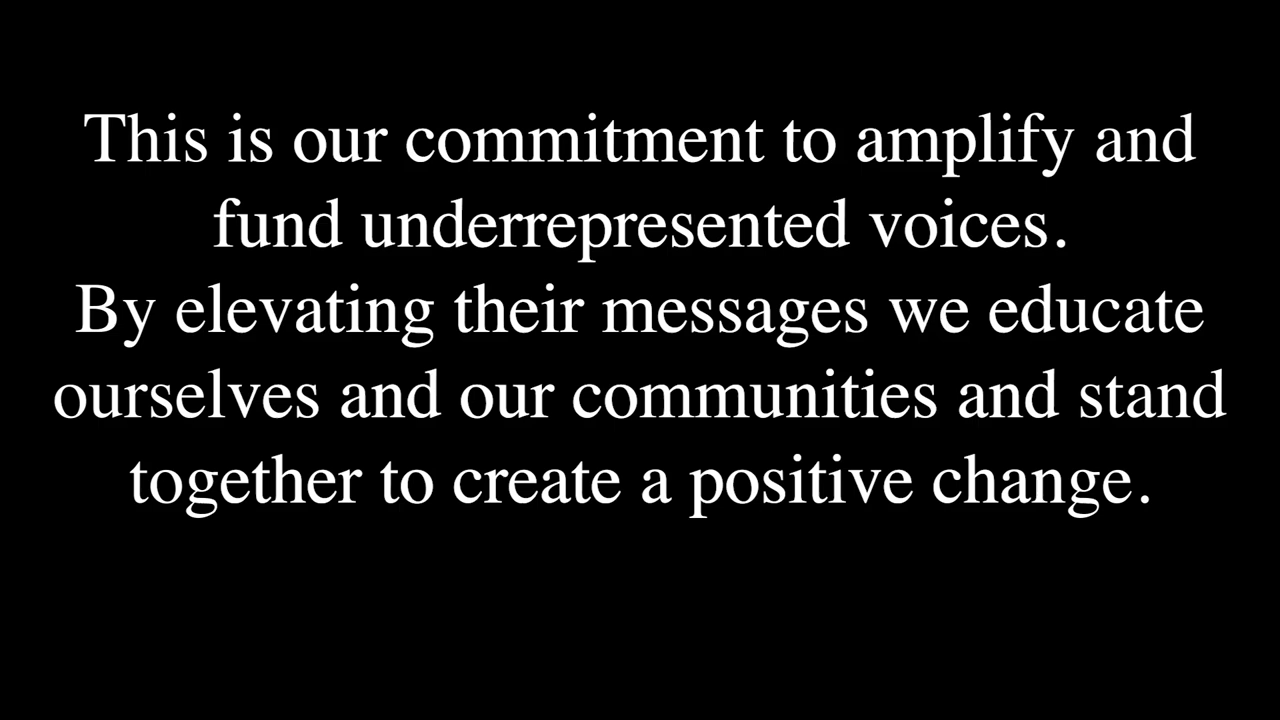 This is our commitment to amplify and
fund underrepresented voices.
By elevating their messages we educate
ourselves and our communities and stand
together to create a positive change.